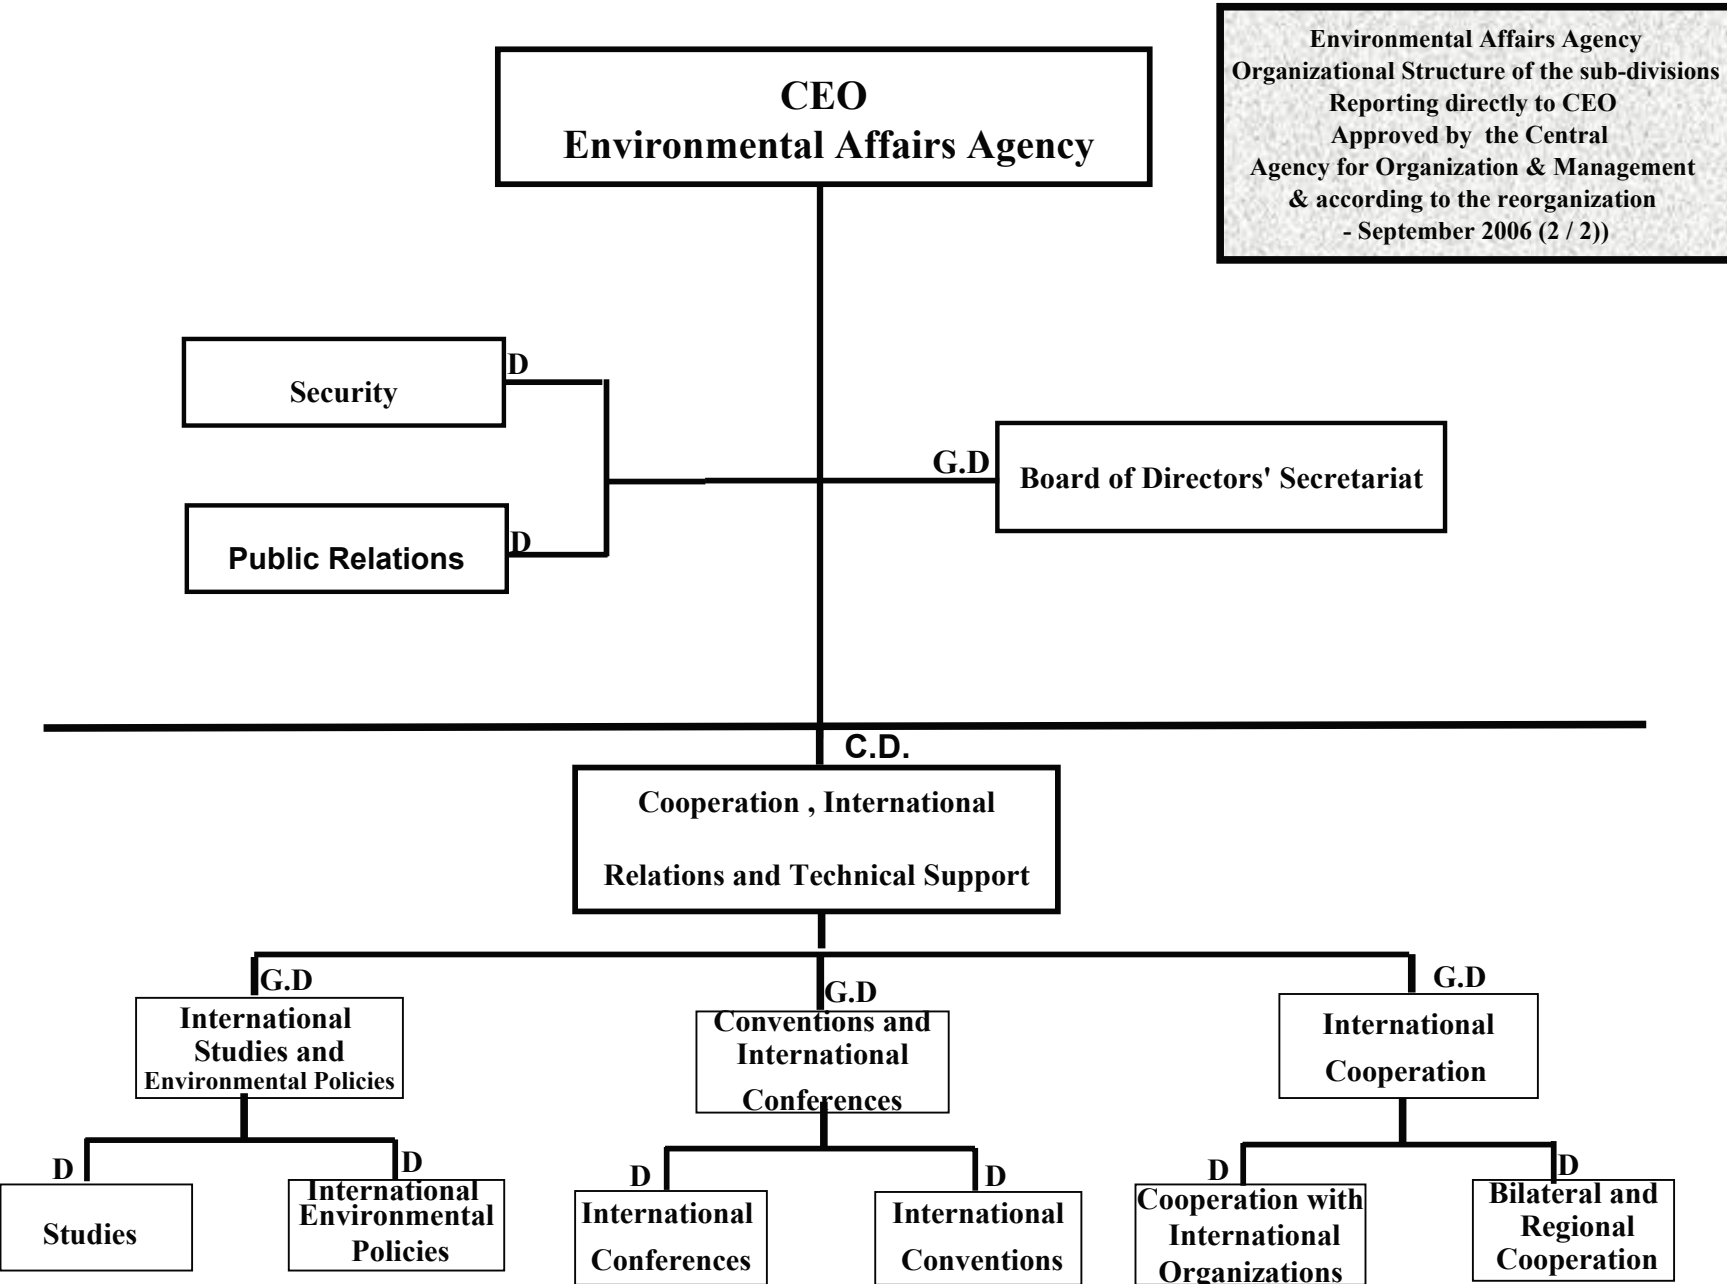 Environmental Affairs Agency
Organizational Structure of the sub-divisions
Reporting directly to CEO
Approved by the Central
Agency for Organization & Management
& according to the reorganization
- September 2006 (2 / 2))
CEO
Environmental Affairs Agency
D
Security
G.D
Board of Directors' Secretariat
D
Public Relations
C.D.
Cooperation , International
Relations and Technical Support
G.D
International
Studies and
Environmental Policies
G.D
Conventions and
International
Conferences
G.D
International
Cooperation
D
Studies
D
International
Environmental
Policies
D
International
Conferences
D
International
Conventions
D
Cooperation with
International
Organizations
D
Bilateral and
Regional
Cooperation